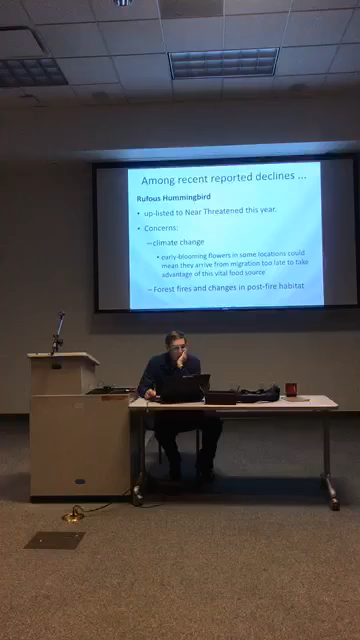 Among recent reported declines ...
Rufous Hummingbird
• up-listed to Near Threatened this year.
• Concerns:
–climate change
• early-blooming flowers in some locations could
mean they arrive from migration too late to take
advantage of this vital food source
–Forest fires and changes in post-fire habitat